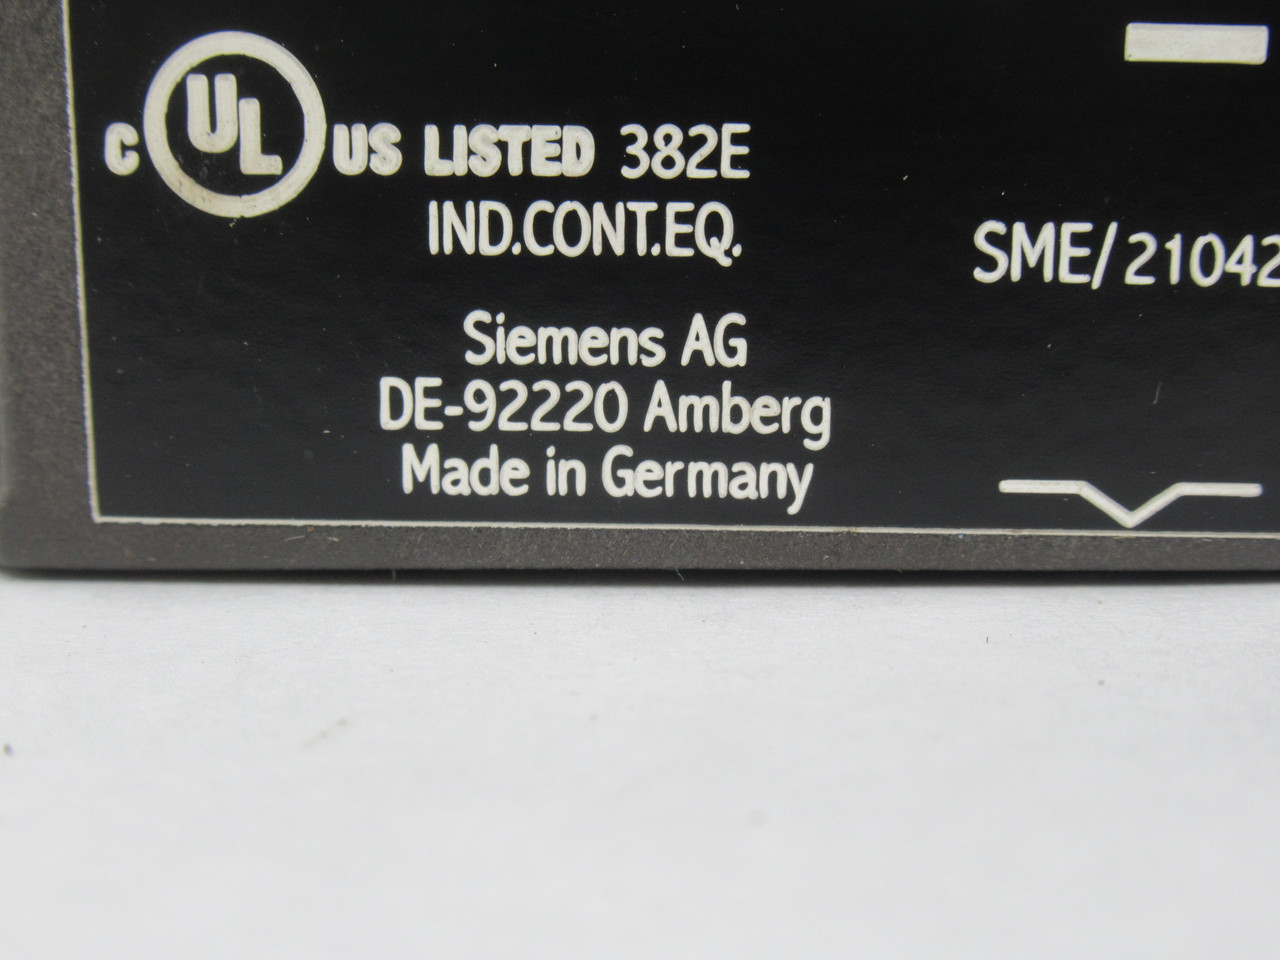 C UL US LISTED 382E
IND.CONT.EQ.
SME/21042
Siemens AG
DE-92220 Amberg
Made in Germany